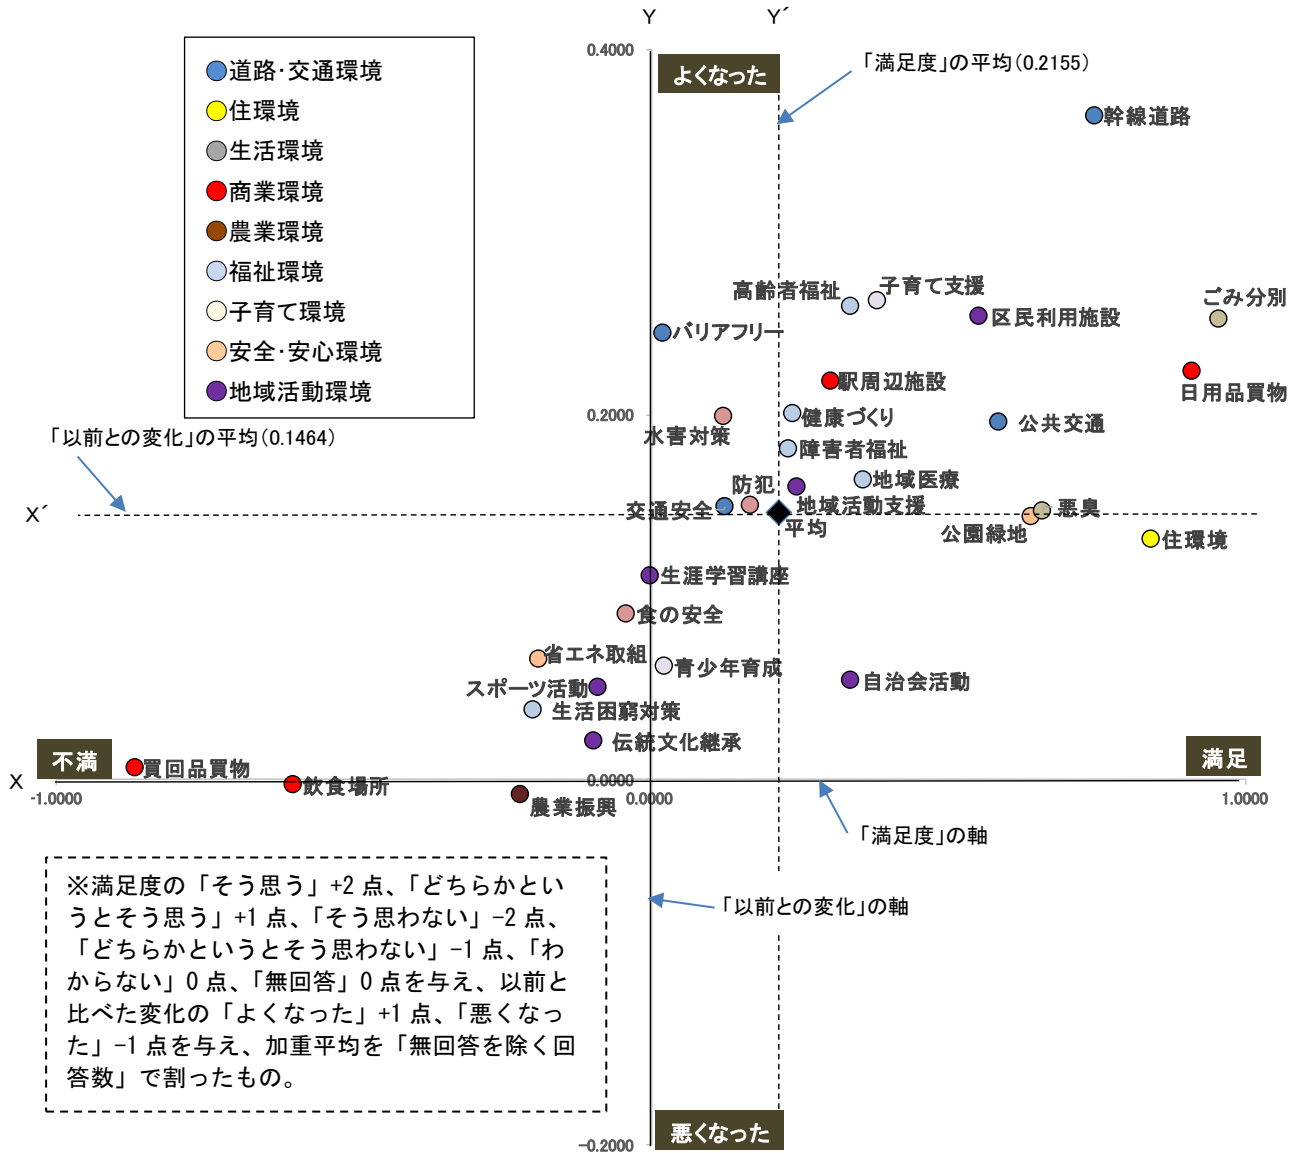 Y
Y´
0.4000
よくなった
「満足度」の平均(0.2155)
道路･交通環境
住環境
生活環境
商業環境
農業環境
福祉環境
子育て環境
安全･安心環境
地域活動環境
幹線道路
高齢者福祉
子育て支援
ごみ分別
区民利用施設
バリアフリー
駅周辺施設
日用品買物
0.2000
健康づくり
公共交通
水害対策
「以前との変化」の平均(0.1464)
障害者福祉
防犯
地域医療
交通安全
地域活動支援
悪臭
X´
平均
公園緑地
住環境
生涯学習講座
食の安全
省エネ取組
青少年育成
スポーツ活動
自治会活動
生活困窮対策
伝統文化継承
不満
満足
買回品買物
X
飲食場所
0.0000
-1.0000
0.0000
1.0000
農業振興
「満足度」の軸
「以前との変化」の軸
※満足度の「そう思う」+2 点、「どちらかとい
うとそう思う」+1 点、「そう思わない」-2 点、
「どちらかというとそう思わない」-1 点、「わ
からない」0 点、「無回答」0 点を与え、以前と
比べた変化の「よくなった」+1 点、「悪くなっ
た」-1 点を与え、加重平均を「無回答を除く回
答数」で割ったもの。
悪くなった
-0.2000